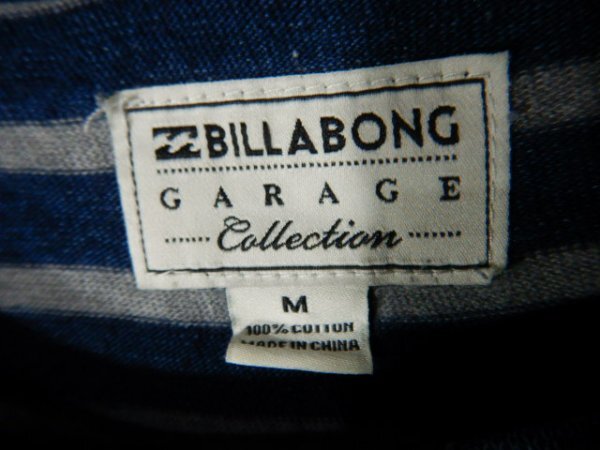 BILLABONG
GARAGE
Collection
M
100% COTTON
MADE IN CHINA